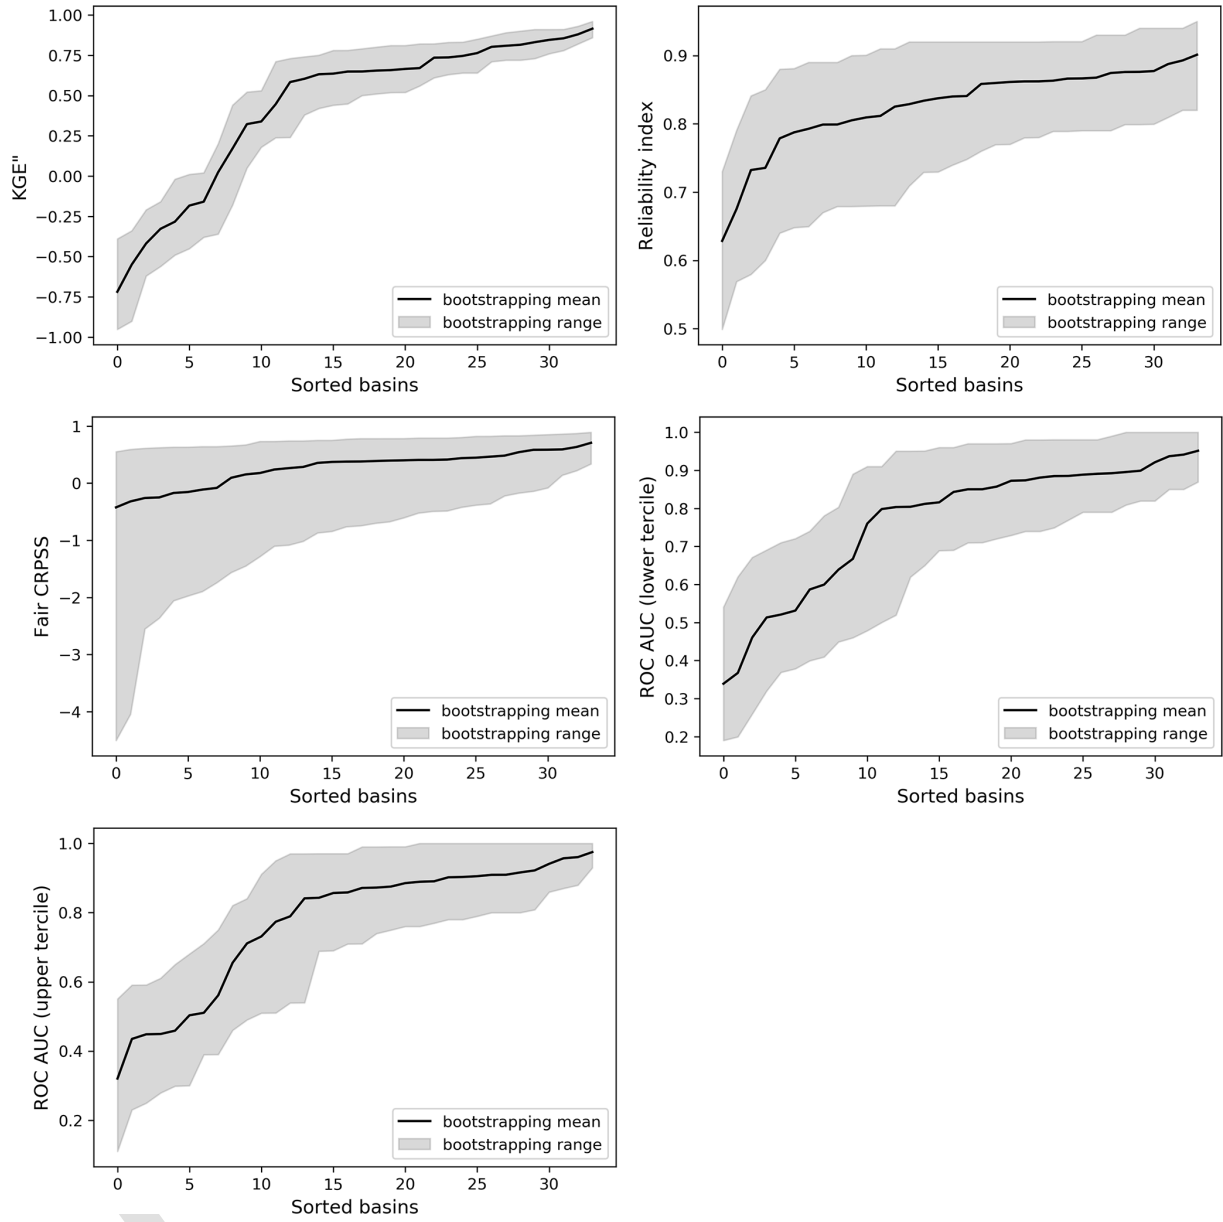 1.00
0.75
0.50
0.25
0.00
−0.25
−0.50
−0.75
−1.00
KGE"
bootstrapping mean
bootstrapping range
0 5 10 15 20 25 30
Sorted basins
0.9
0.8
0.7
0.6
0.5
Reliability index
bootstrapping mean
bootstrapping range
0 5 10 15 20 25 30
Sorted basins
1
0
−1
−2
−3
−4
Fair CRPSS
bootstrapping mean
bootstrapping range
0 5 10 15 20 25 30
Sorted basins
1.0
0.9
0.8
0.7
0.6
0.5
0.4
0.3
0.2
ROC AUC (lower tercile)
bootstrapping mean
bootstrapping range
0 5 10 15 20 25 30
Sorted basins
1.0
0.8
0.6
0.4
0.2
ROC AUC (upper tercile)
bootstrapping mean
bootstrapping range
0 5 10 15 20 25 30
Sorted basins